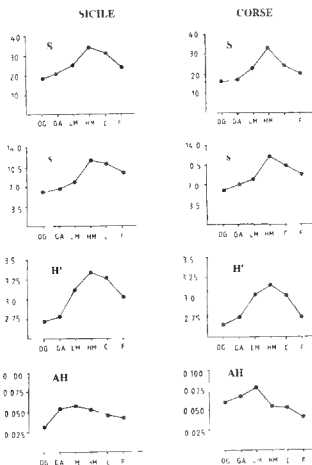 SICILE CORSE
S S
40 40
30 30
20 20
10 10
OG GA LM HM C F OG GA LM HM C F
s s
14.0 14.0
10.5 0.5
7.0 7.0
3.5 3.5
OG GA LM HM C F OG GA LM HM C F
H' H'
3.5 3.5
3.25 3.25
3.0 3.0
2.75 2.75
OG GA LM HM C F OG GA LM HM C F
AH AH
0.00 0.100
0.075 0.075
0.050 0.050
0.025 0.025
OG GA M HM C F OG GA LM HM C F